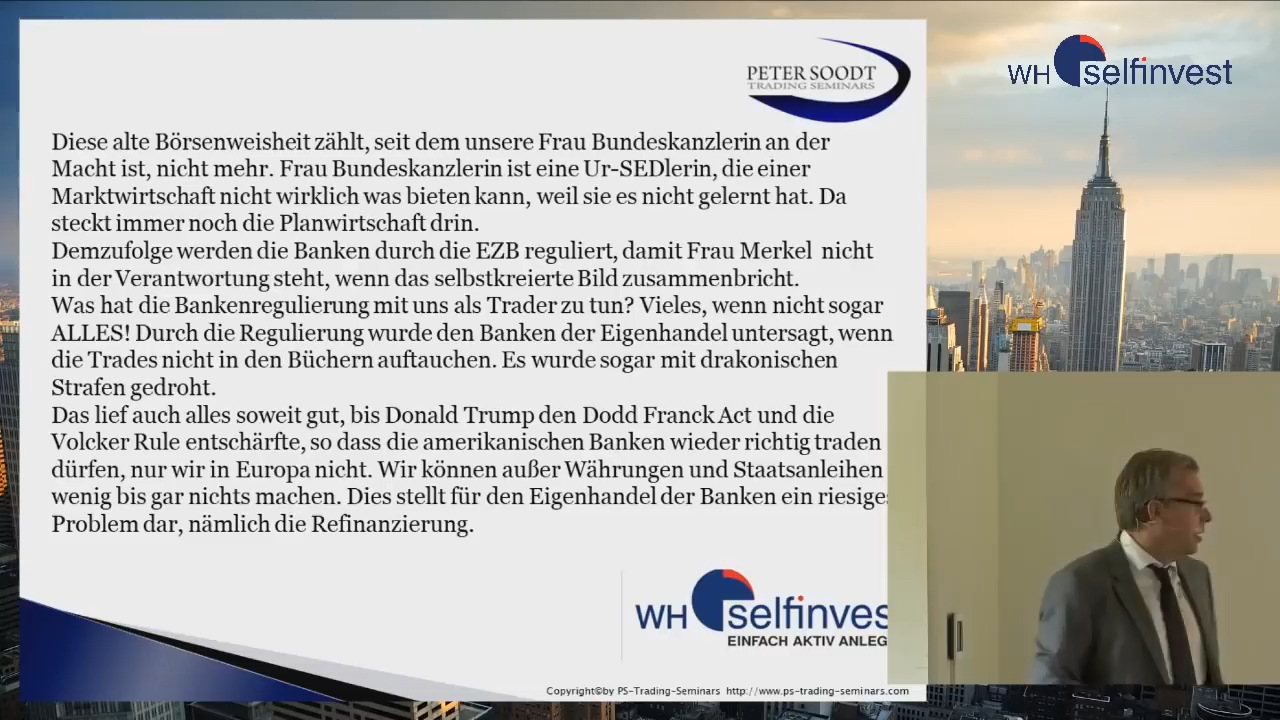 PETER SOODT
TRADING SEMINARS
WH selfinvest
Diese alte Börsenweisheit zählt, seit dem unsere Frau Bundeskanzlerin an der
Macht ist, nicht mehr. Frau Bundeskanzlerin ist eine Ur-SEDlerin, die einer
Marktwirtschaft nicht wirklich was bieten kann, weil sie es nicht gelernt hat. Da
steckt immer noch die Planwirtschaft drin.
Demzufolge werden die Banken durch die EZB reguliert, damit Frau Merkel nicht
in der Verantwortung steht, wenn das selbstkreierte Bild zusammenbricht.
Was hat die Bankenregulierung mit uns als Trader zu tun? Vieles, wenn nicht sogar
ALLES! Durch die Regulierung wurde den Banken der Eigenhandel untersagt, wenn
die Trades nicht in den Büchern auftauchen. Es wurde sogar mit drakonischen
Strafen gedroht.
Das lief auch alles soweit gut, bis Donald Trump den Dodd Franck Act und die
Volcker Rule entschärfte, so dass die amerikanischen Banken wieder richtig traden
dürfen, nur wir in Europa nicht. Wir können außer Währungen und Staatsanleihen
wenig bis gar nichts machen. Dies stellt für den Eigenhandel der Banken ein riesige
Problem dar, nämlich die Refinanzierung.
WH selfinves
EINFACH AKTIV ANLEG
Copyright©by PS-Trading-Seminars http://www.ps-trading-seminars.com